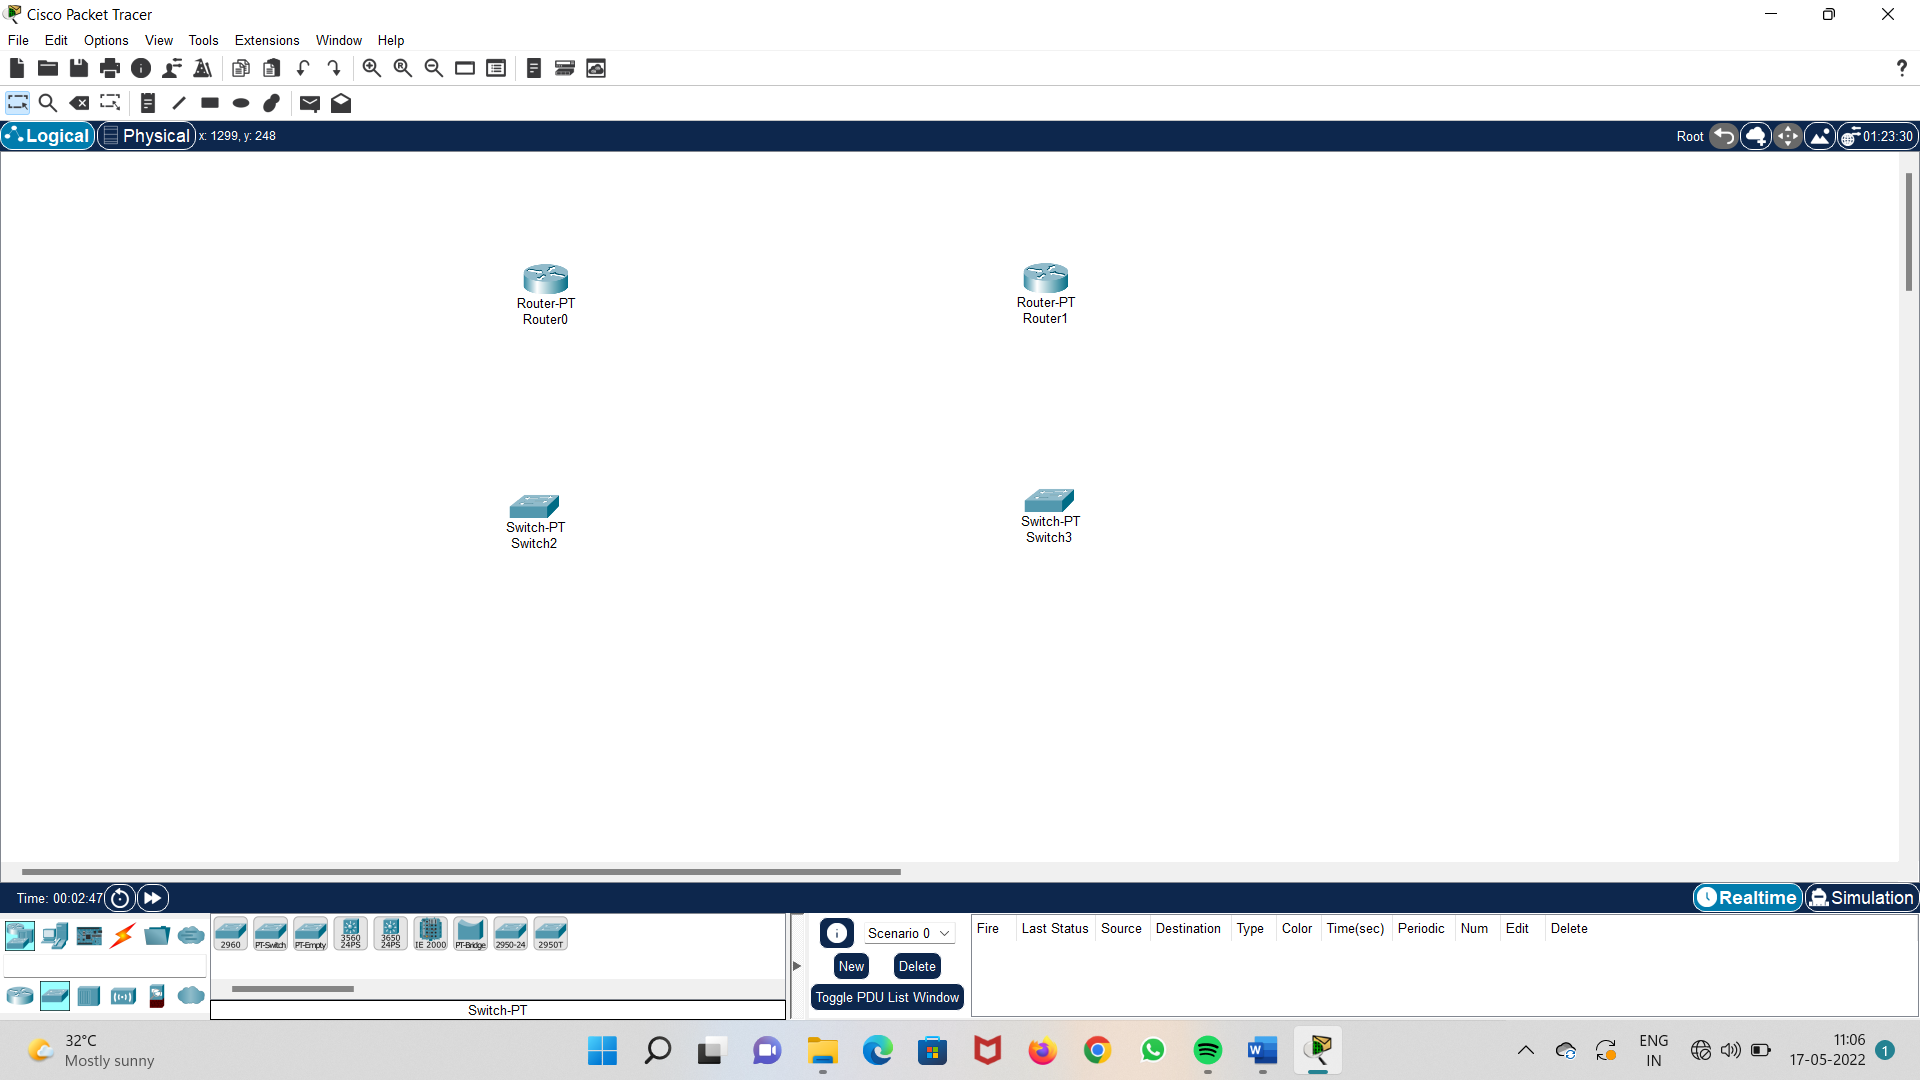 Cisco Packet Tracer
File Edit Options View Tools Extensions Window Help
?
Logical Physical x: 1299, y: 248 Root 01:23:30
Router-PT
Router0
Router-PT
Router1
Switch-PT
Switch2
Switch-PT
Switch3
Time: 00:02:47 Realtime Simulation
2960 PT-Switch PT-Empty 3560 24PS 3650 24PS IE 2000 PT-Bridge 2950-24 2950T
Switch-PT
Scenario 0
New Delete
Toggle PDU List Window
Fire Last Status Source Destination Type Color Time(sec) Periodic Num Edit Delete
32°C
Mostly sunny
ENG
IN
11:06
17-05-2022
1